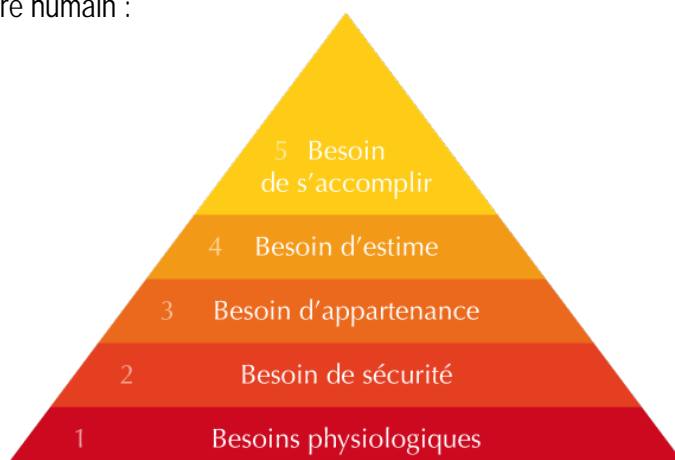 re humain :
5 Besoin
de s’accomplir
4 Besoin d’estime
3 Besoin d’appartenance
2 Besoin de sécurité
1 Besoins physiologiques